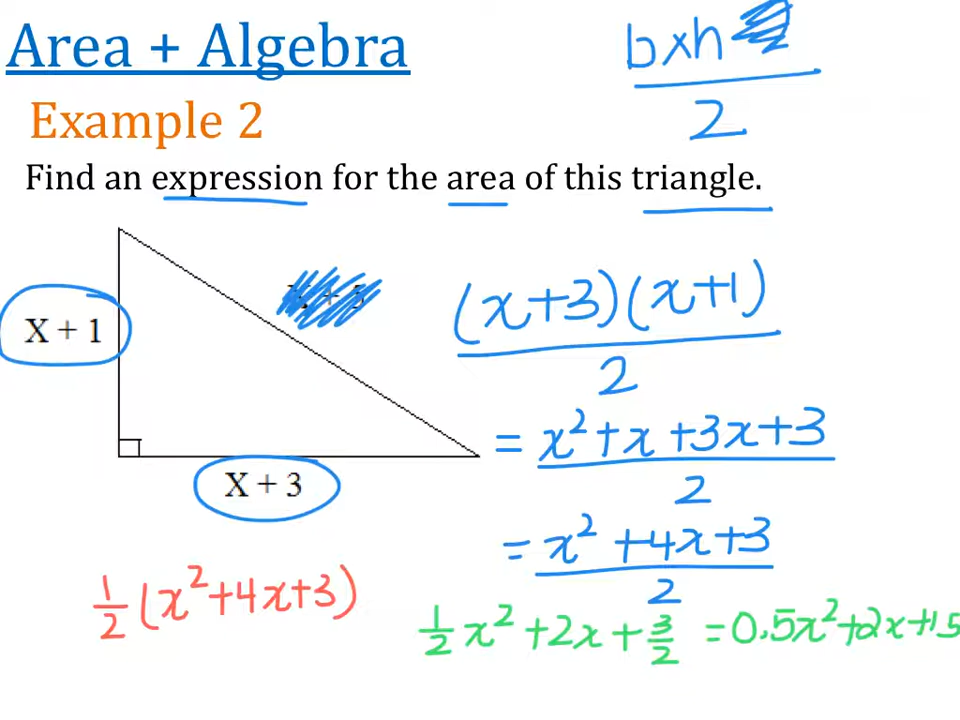 Area + Algebra
b×h
2
Example 2
Find an expression for the area of this triangle.
X + 1
(x+3)(x+1)
2
= x² + x + 3x + 3
2
X + 3
= x² + 4x + 3
2
1/2 (x² + 4x + 3)
1/2 x² + 2x + 3/2 = 0.5x² + 2x + 1.5